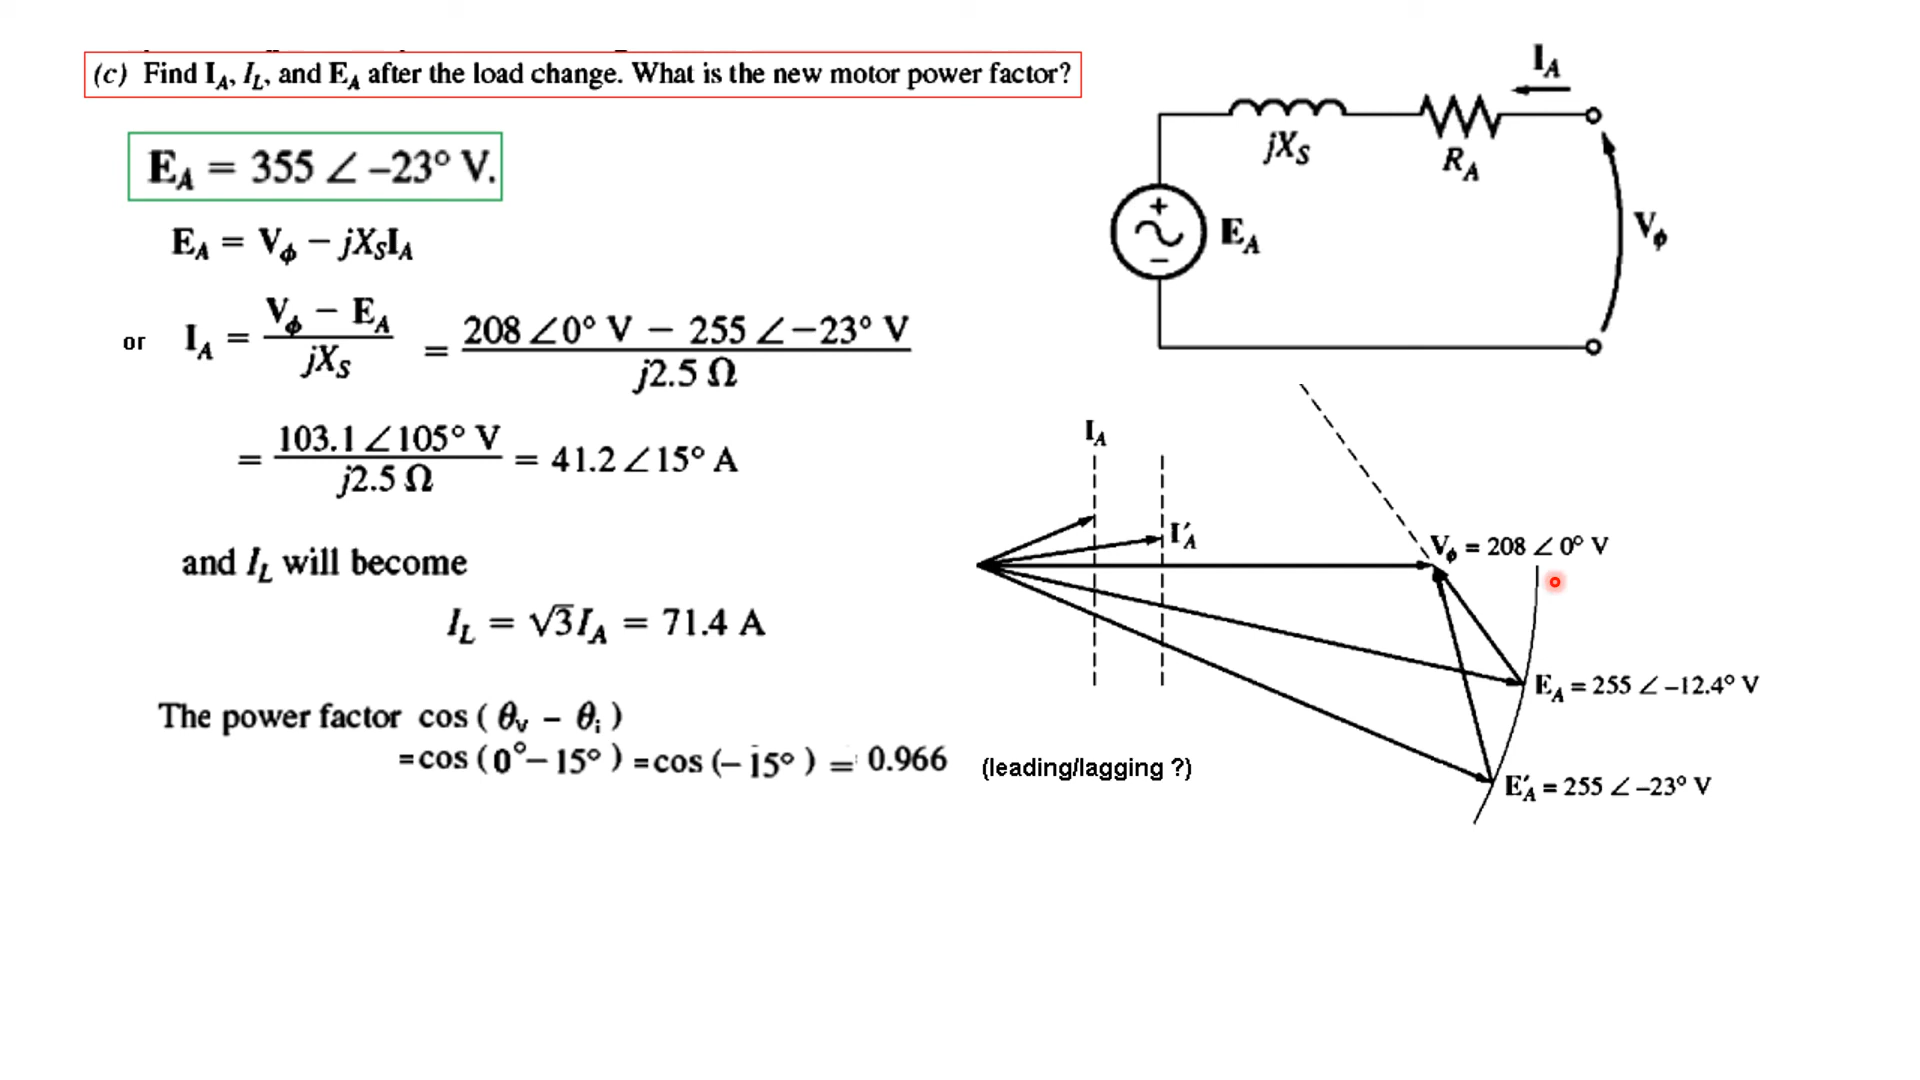 (c) Find I_A, I_L, and E_A after the load change. What is the new motor power factor?
E_A = 355 ∠ –23° V.
E_A = V_ϕ − jX_S I_A
or I_A = (V_ϕ − E_A) / (jX_S) = (208 ∠0° V − 255 ∠−23° V) / (j2.5 Ω)
= (103.1 ∠105° V) / (j2.5 Ω) = 41.2 ∠15° A
and I_L will become
I_L = √3 I_A = 71.4 A
The power factor cos ( θ_v − θ_i )
= cos ( 0° − 15° ) = cos (− 15° ) = 0.966 (leading/lagging ?)
I_A
jX_S
R_A
+
E_A
−
V_ϕ
I_A
I′_A
V_ϕ = 208 ∠ 0° V
E_A = 255 ∠ –12.4° V
E′_A = 255 ∠ –23° V